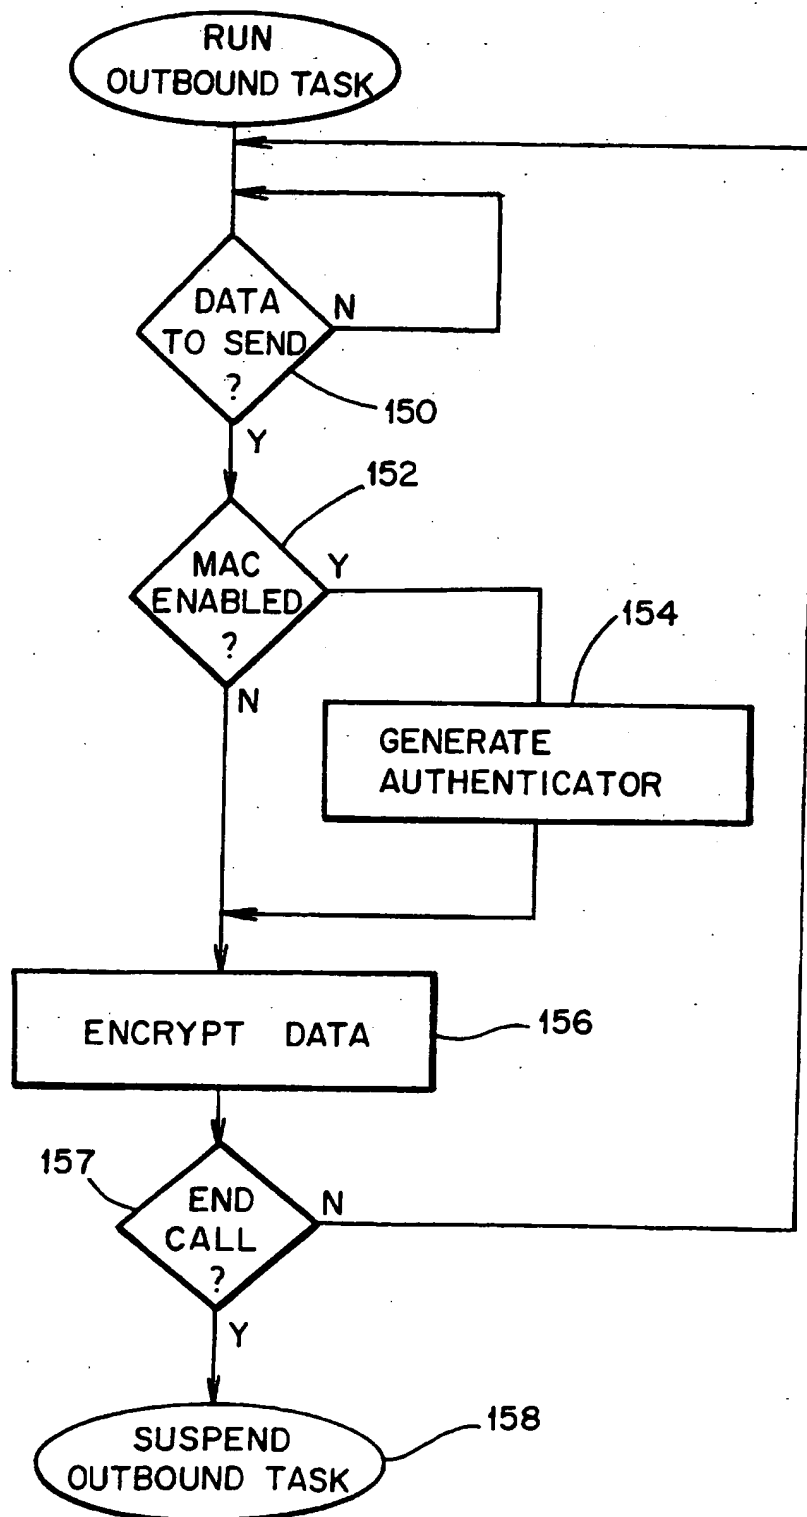 RUN
OUTBOUND TASK
DATA
TO SEND
?
N
150
Y
152
MAC
ENABLED
?
Y
N
154
GENERATE
AUTHENTICATOR
ENCRYPT DATA
156
157
END
CALL
?
N
Y
SUSPEND
OUTBOUND TASK
158